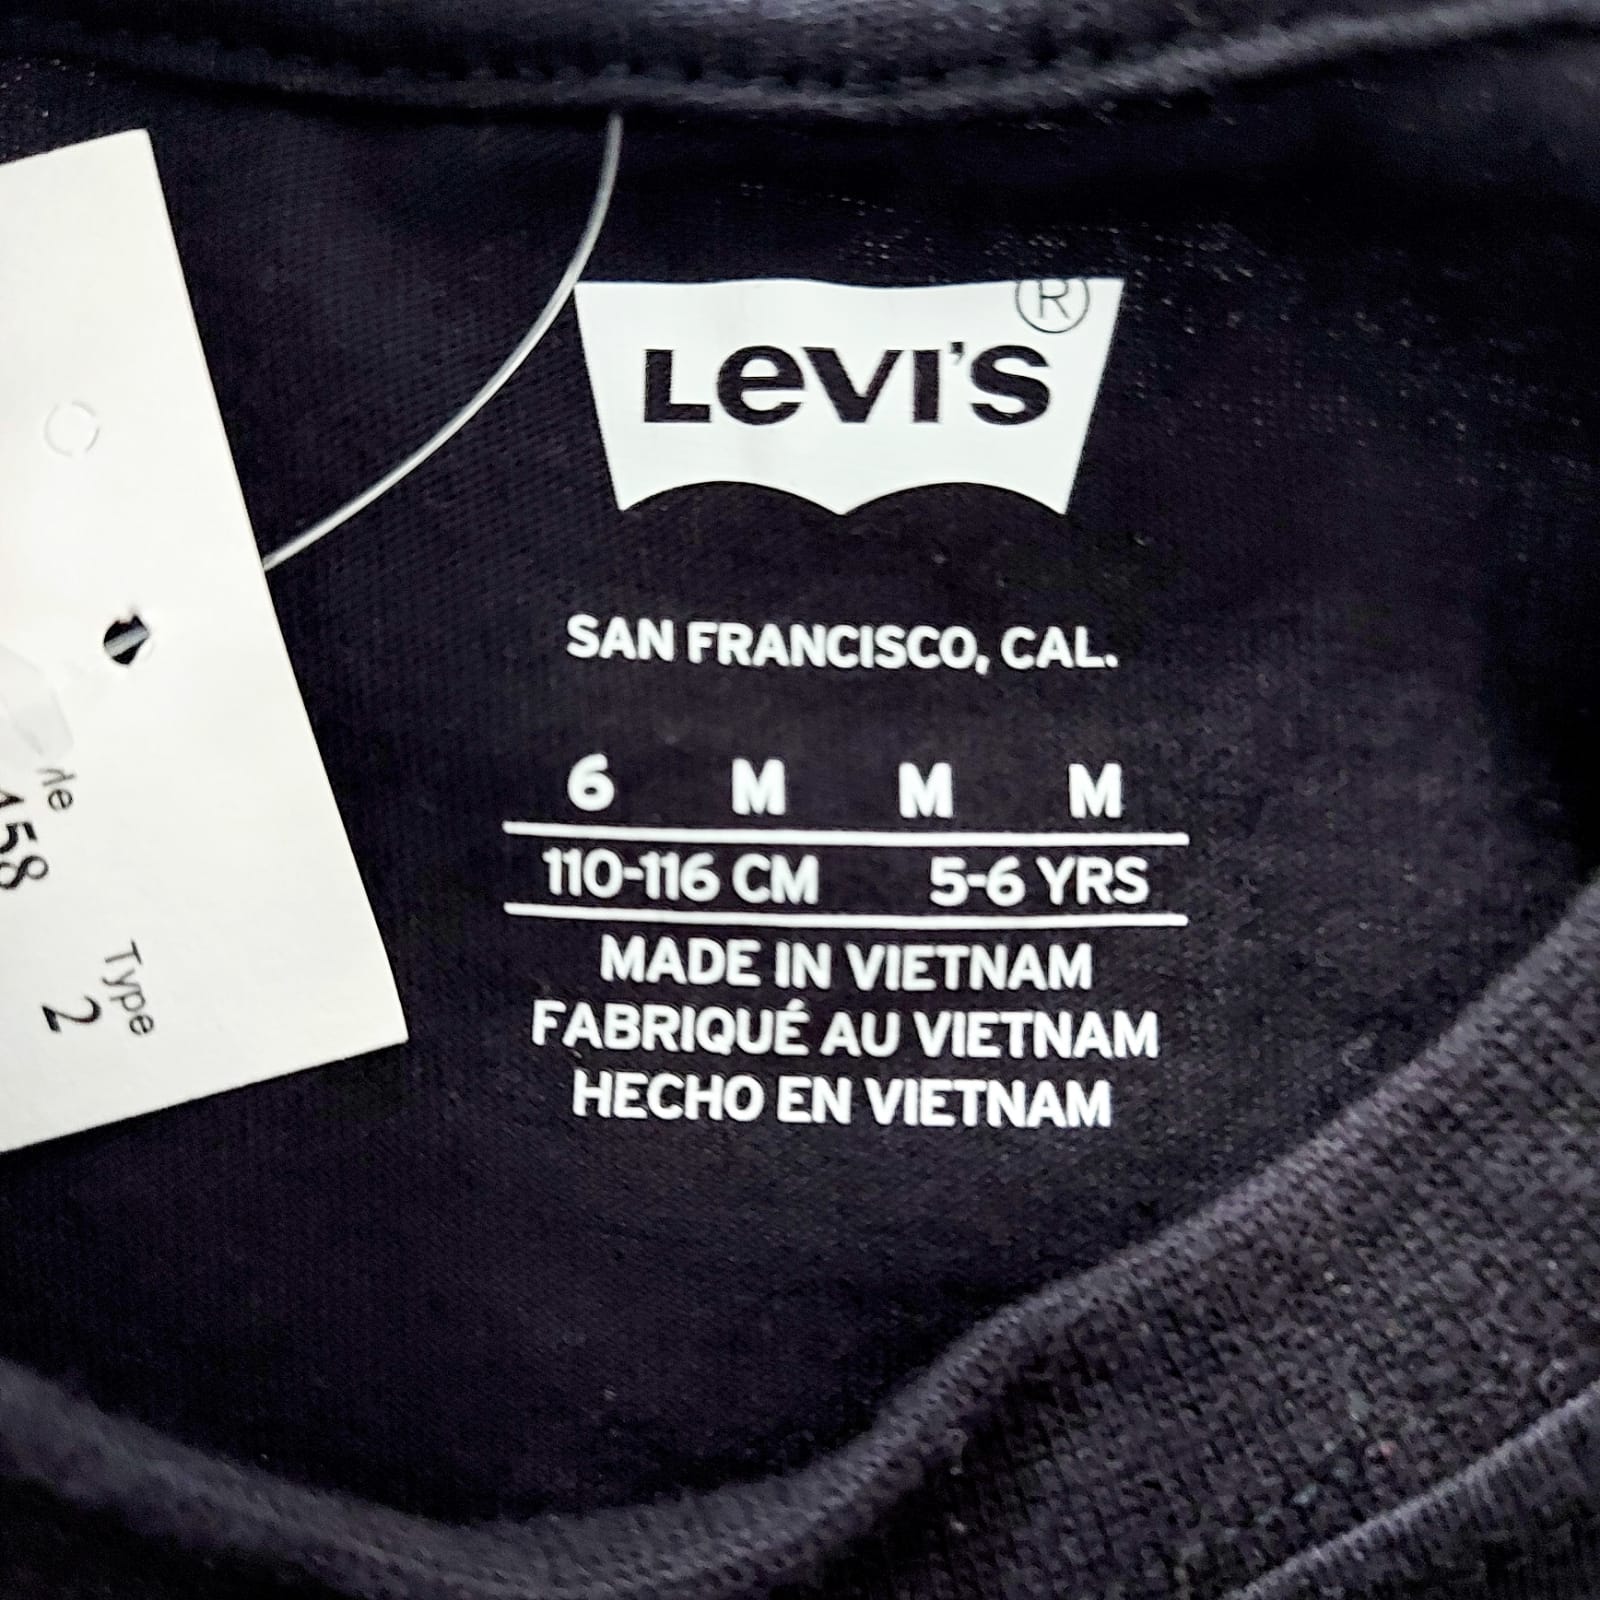 LEVI'S ®
SAN FRANCISCO, CAL.
6 M M M
110-116 CM 5-6 YRS
MADE IN VIETNAM
FABRIQUÉ AU VIETNAM
HECHO EN VIETNAM
Type
2